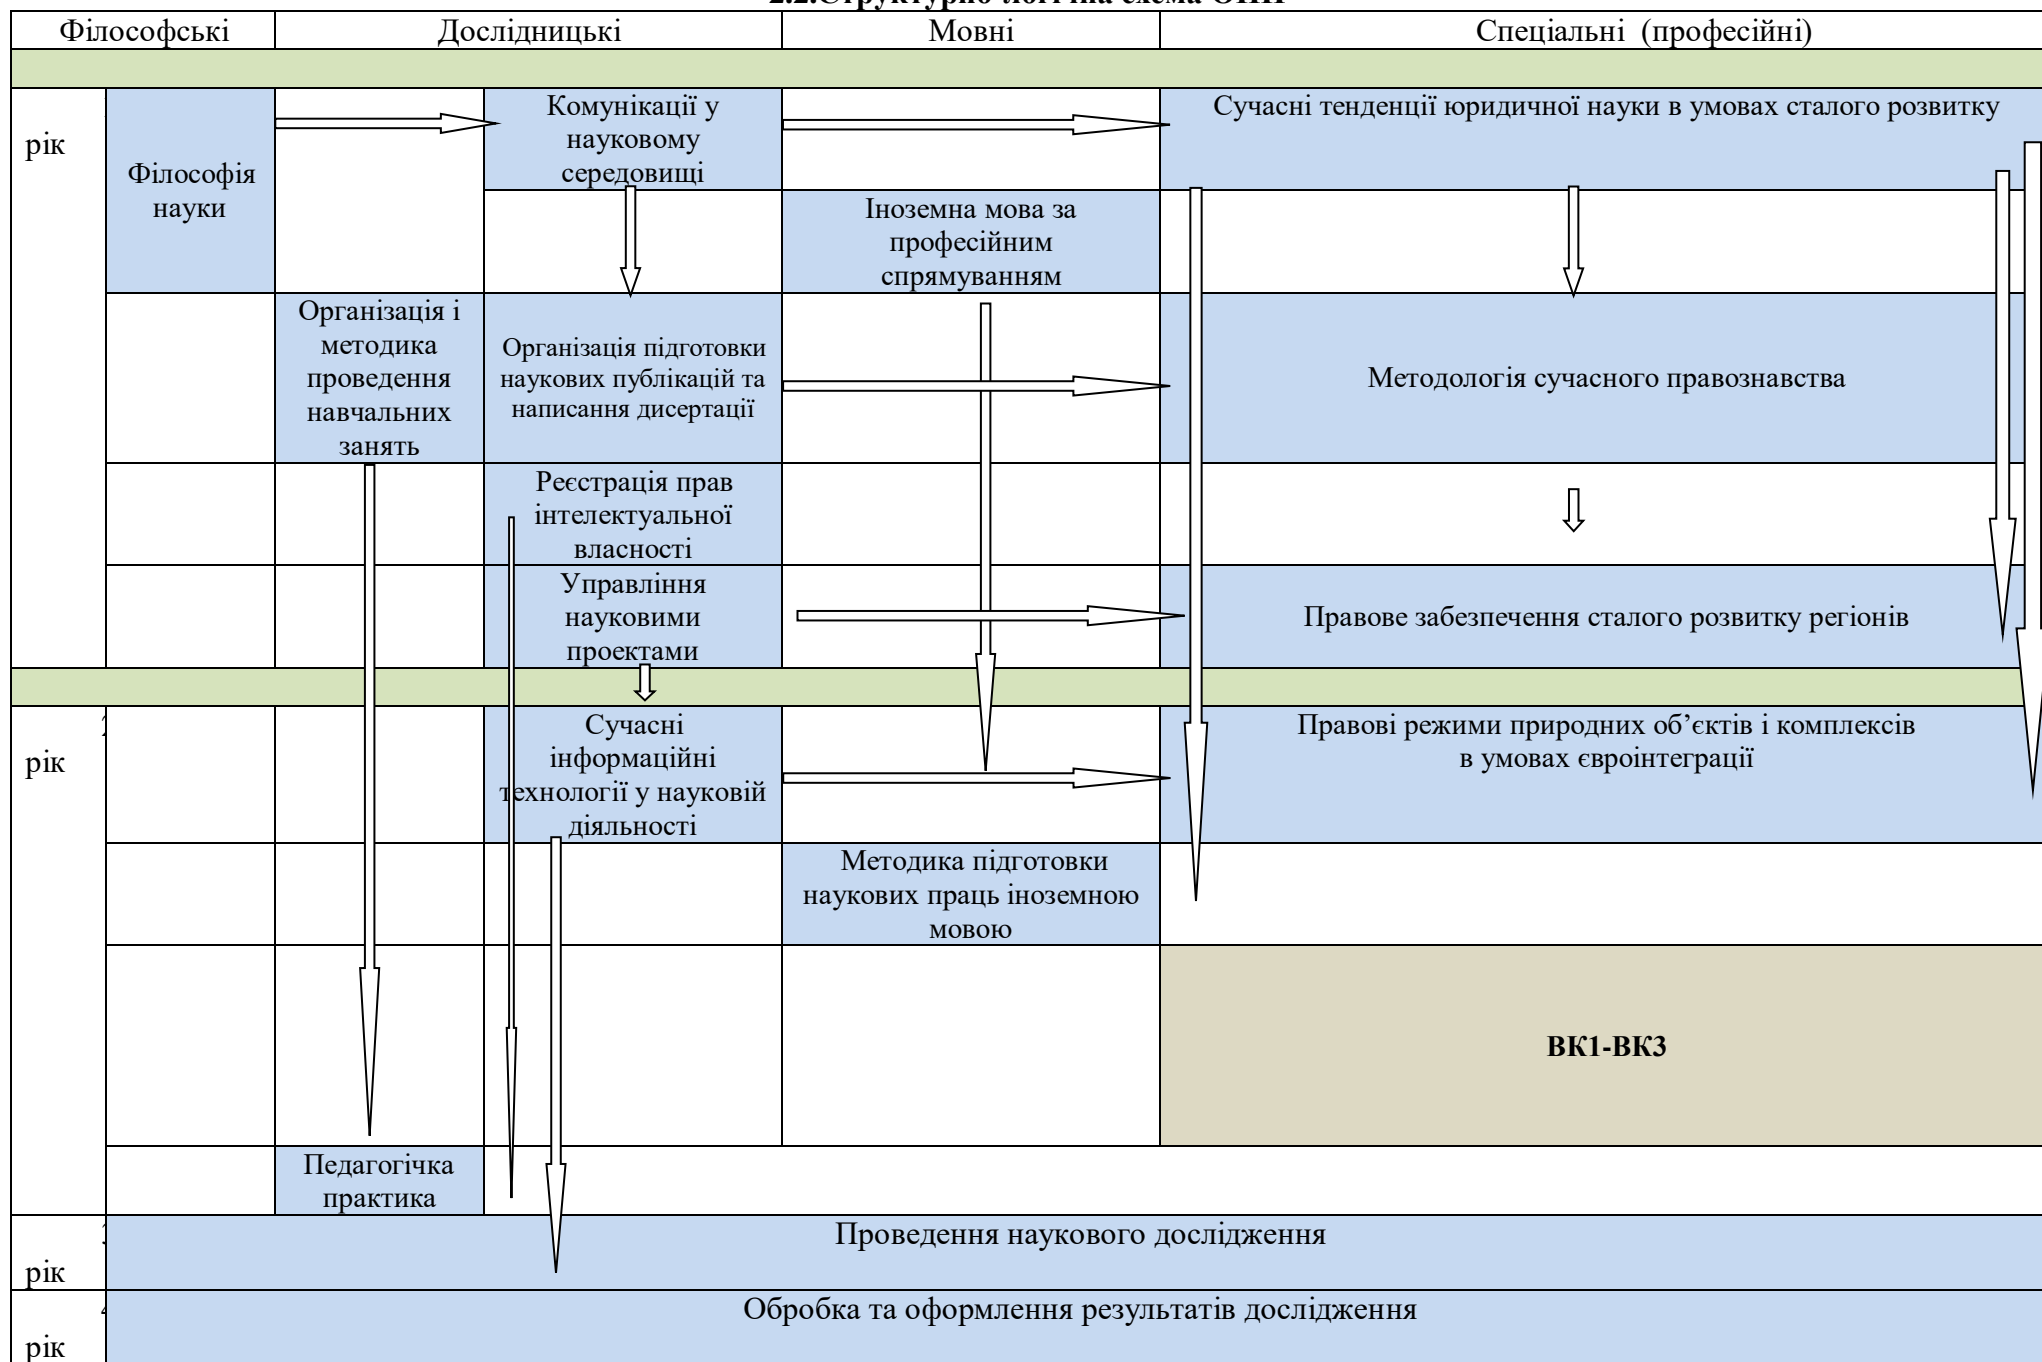 Філософські
Дослідницькі
Мовні
Спеціальні (професійні)
рік
Філософія
науки
Комунікації у
науковому
середовищі
Сучасні тенденції юридичної науки в умовах сталого розвитку
Іноземна мова за
професійним
спрямуванням
Організація і
методика
проведення
навчальних
занять
Організація підготовки
наукових публікацій та
написання дисертації
Методологія сучасного правознавства
Реєстрація прав
інтелектуальної
власності
Управління
науковими
проектами
Правове забезпечення сталого розвитку регіонів
рік
Сучасні
інформаційні
технології у науковій
діяльності
Правові режими природних об’єктів і комплексів
в умовах євроінтеграції
Методика підготовки
наукових праць іноземною
мовою
ВК1-ВК3
Педагогічка
практика
рік
Проведення наукового дослідження
рік
Обробка та оформлення результатів дослідження